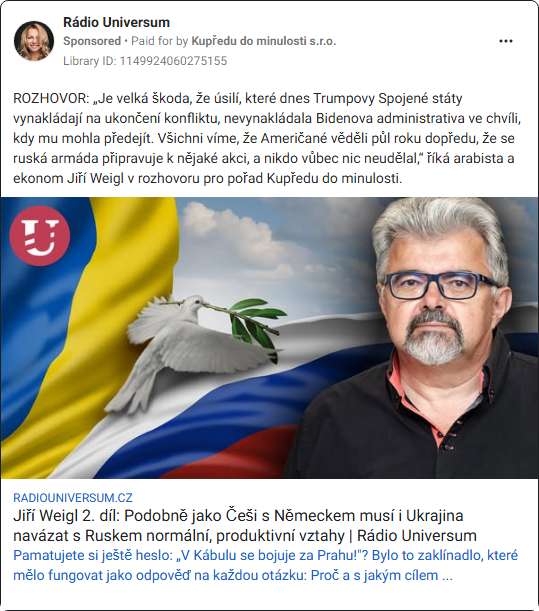 Rádio Universum
Sponsored • Paid for by Kupředu do minulosti s.r.o.
Library ID: 1149924060275155
ROZHOVOR: „Je velká škoda, že úsilí, které dnes Trumpovy Spojené státy
vynakládají na ukončení konfliktu, nevynakládala Bidenova administrativa ve chvíli,
kdy mu mohla předejít. Všichni víme, že Američané věděli půl roku dopředu, že se
ruská armáda připravuje k nějaké akci, a nikdo vůbec nic neudělal,“ říká arabista a
ekonom Jiří Weigl v rozhovoru pro pořad Kupředu do minulosti.
U
RADIOUNIVERSUM.CZ
Jiří Weigl 2. díl: Podobně jako Češi s Německem musí i Ukrajina
navázat s Ruskem normální, produktivní vztahy | Rádio Universum
Pamatujete si ještě heslo: „V Kábulu se bojuje za Prahu!"? Bylo to zaklínadlo, které
mělo fungovat jako odpověď na každou otázku: Proč a s jakým cílem ...